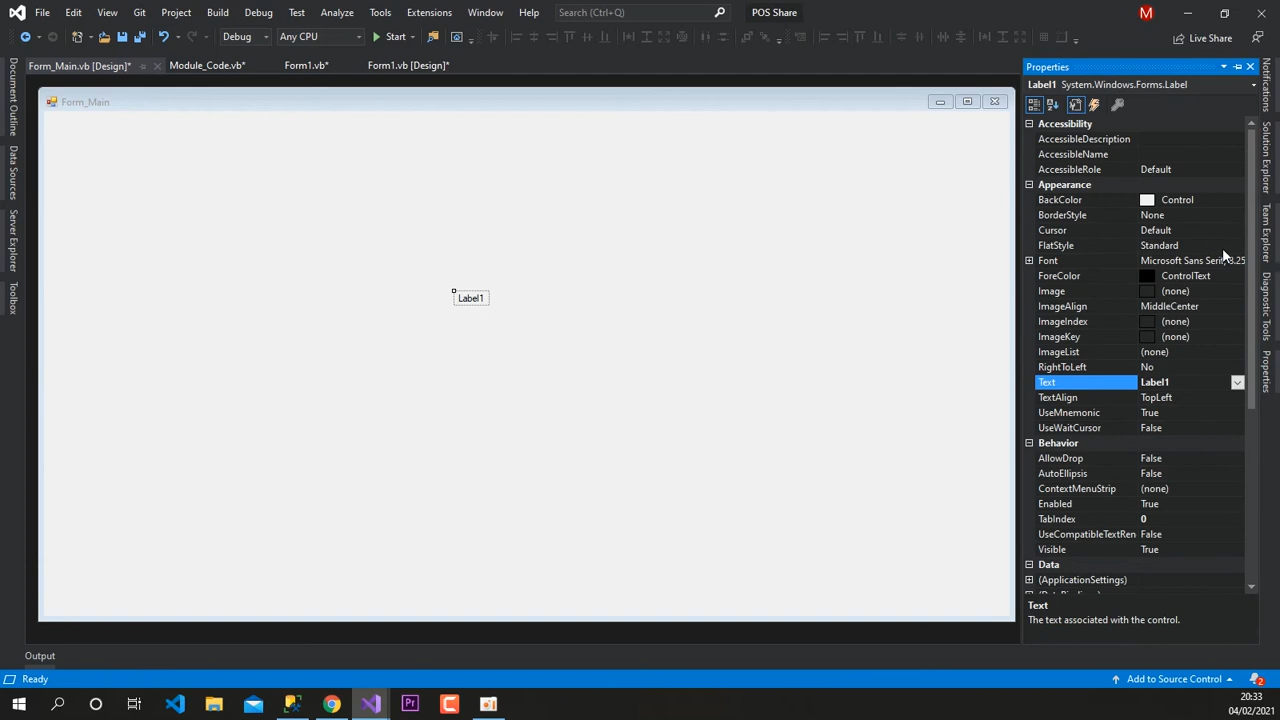 File Edit View Git Project Build Debug Test Analyze Tools Extensions Window Help Search (Ctrl+Q) POS Share M
Debug Any CPU Start Live Share
Form_Main.vb [Design]* Module_Code.vb* Form1.vb* Form1.vb [Design]*
Document Outline
Data Sources
Server Explorer
Toolbox
Form_Main
Label1
Properties
Label1 System.Windows.Forms.Label
Accessibility
AccessibleDescription
AccessibleName
AccessibleRole Default
Appearance
BackColor Control
BorderStyle None
Cursor Default
FlatStyle Standard
Font Microsoft Sans Serif, 8.25
ForeColor ControlText
Image (none)
ImageAlign MiddleCenter
ImageIndex (none)
ImageKey (none)
ImageList (none)
RightToLeft No
Text Label1
TextAlign TopLeft
UseMnemonic True
UseWaitCursor False
Behavior
AllowDrop False
AutoEllipsis False
ContextMenuStrip (none)
Enabled True
TabIndex 0
UseCompatibleTextRen False
Visible True
Data
(ApplicationSettings)
Text
The text associated with the control.
Notifications
Solution Explorer
Team Explorer
Diagnostic Tools
Properties
Output
Ready Add to Source Control 2
Pr 20:33
04/02/2021